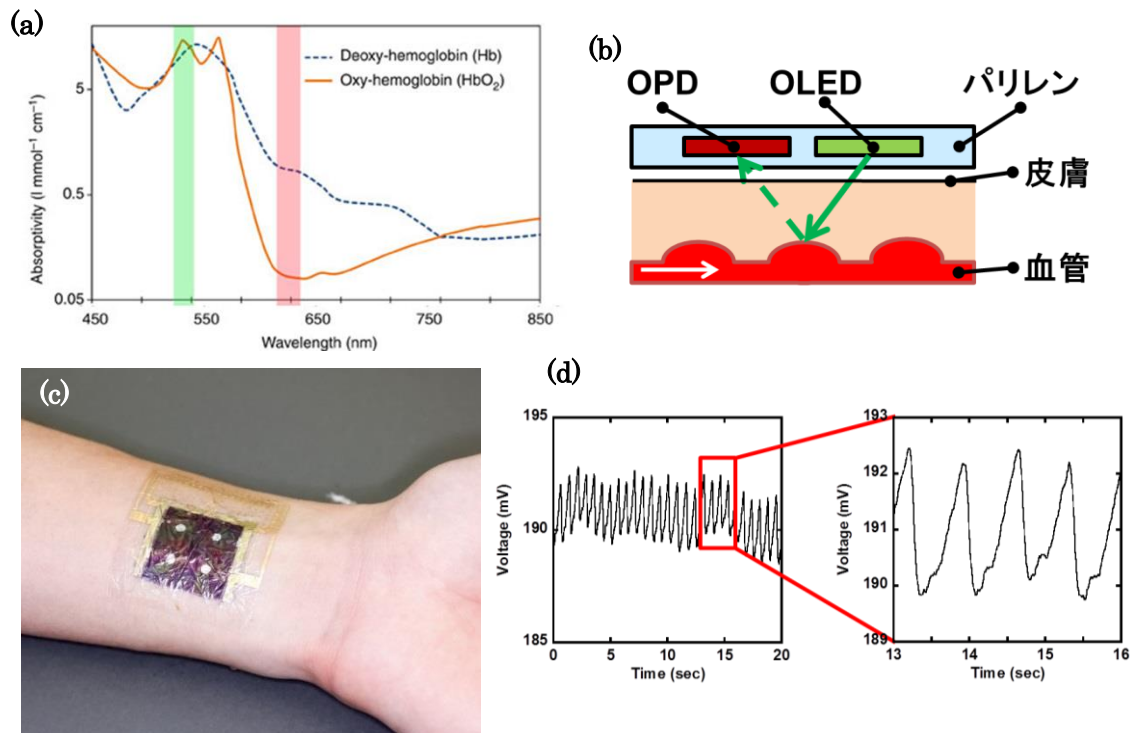 (a)
Deoxy-hemoglobin (Hb)
Oxy-hemoglobin (HbO₂)
5
0.5
0.05
Absorptivity (l mmol⁻¹ cm⁻¹)
450
550
650
750
850
Wavelength (nm)
(b)
OPD
OLED
パリレン
皮膚
血管
(c)
(d)
195
190
185
Voltage (mV)
0
5
10
15
20
Time (sec)
193
192
191
190
189
Voltage (mV)
13
14
15
16
Time (sec)